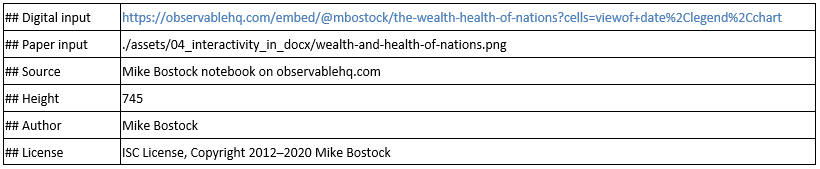 ## Digital input https://observablehq.com/embed/@mbostock/the-wealth-health-of-nations?cells=viewof+date%2Clegend%2Cchart
## Paper input ./assets/04_interactivity_in_docx/wealth-and-health-of-nations.png
## Source Mike Bostock notebook on observablehq.com
## Height 745
## Author Mike Bostock
## License ISC License, Copyright 2012–2020 Mike Bostock